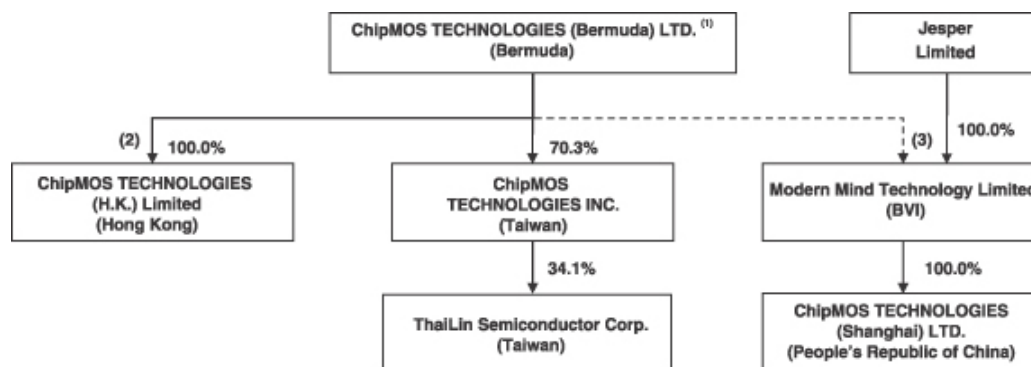 ChipMOS TECHNOLOGIES (Bermuda) LTD. (1)
(Bermuda)
Jesper
Limited
(2)
100.0%
70.3%
(3)
100.0%
ChipMOS TECHNOLOGIES
(H.K.) Limited
(Hong Kong)
ChipMOS
TECHNOLOGIES INC.
(Taiwan)
Modern Mind Technology Limited
(BVI)
34.1%
100.0%
ThaiLin Semiconductor Corp.
(Taiwan)
ChipMOS TECHNOLOGIES
(Shanghai) LTD.
(People's Republic of China)